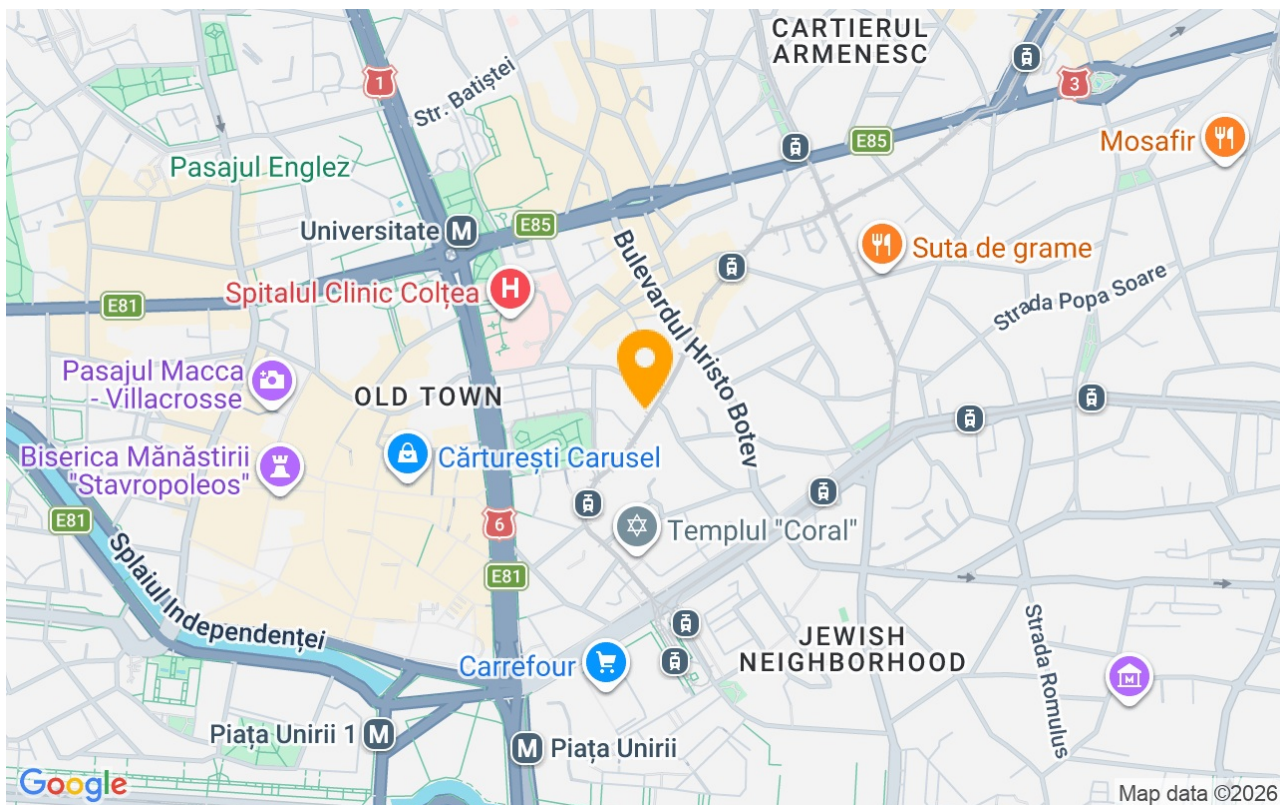 CARTIERUL
ARMENESC
1
3
Str. Batiștei
E85
Mosafir
Pasajul Englez
Universitate M
E85
Bulevardul Hristo Botev
Suta de grame
Spitalul Clinic Colțea H
E81
Strada Popa Soare
Pasajul Macca
- Villacrosse
OLD TOWN
Biserica Mănăstirii
"Stavropoleos"
Cărturești Carusel
E81
6
Templul "Coral"
Splaiul Independenței
E81
JEWISH
NEIGHBORHOOD
Strada Romulus
Carrefour
Piața Unirii 1 M
M Piața Unirii
Google
Map data ©2026